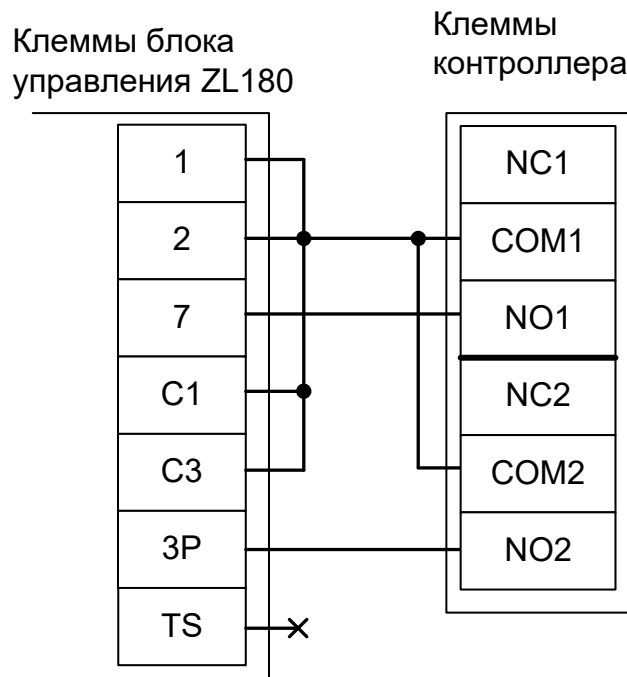 Клеммы блока
управления ZL180
Клеммы
контроллера
1
2
7
C1
C3
3P
TS
NC1
COM1
NO1
NC2
COM2
NO2